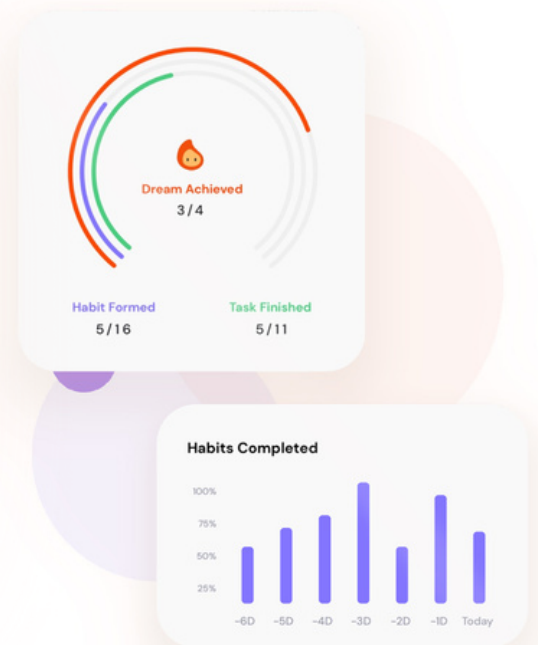 Dream Achieved
3/4
Habit Formed
5/16
Task Finished
5/11
Habits Completed
100%
75%
50%
25%
-6D -5D -4D -3D -2D -1D Today